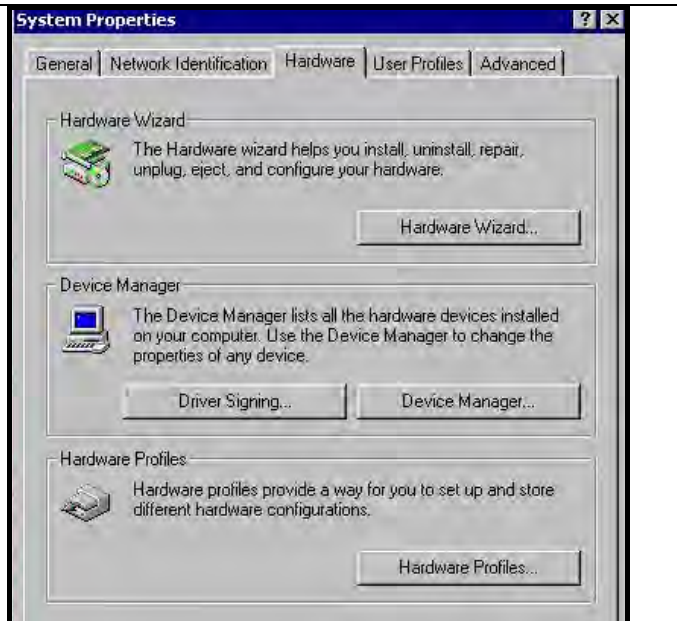 System Properties
General Network Identification Hardware User Profiles Advanced
Hardware Wizard
The Hardware wizard helps you install, uninstall, repair,
unplug, eject, and configure your hardware.
Hardware Wizard...
Device Manager
The Device Manager lists all the hardware devices installed
on your computer. Use the Device Manager to change the
properties of any device.
Driver Signing... Device Manager...
Hardware Profiles
Hardware profiles provide a way for you to set up and store
different hardware configurations.
Hardware Profiles...